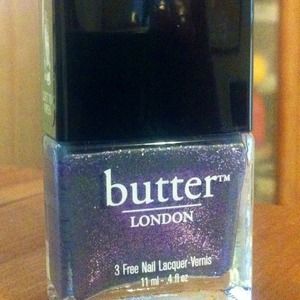 butter™
LONDON
3 Free Nail Lacquer-Vernis
11 ml - .4 fl oz